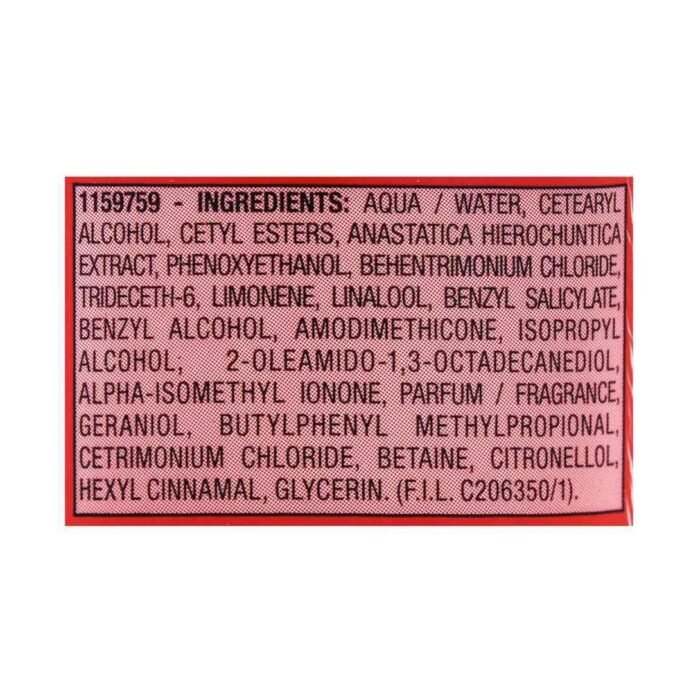 1159759 - INGREDIENTS: AQUA / WATER, CETEARYL
ALCOHOL, CETYL ESTERS, ANASTATICA HIEROCHUNTICA
EXTRACT, PHENOXYETHANOL, BEHENTRIMONIUM CHLORIDE,
TRIDECETH-6, LIMONENE, LINALOOL, BENZYL SALICYLATE,
BENZYL ALCOHOL, AMODIMETHICONE, ISOPROPYL
ALCOHOL; 2-OLEAMIDO-1,3-OCTADECANEDIOL,
ALPHA-ISOMETHYL IONONE, PARFUM / FRAGRANCE,
GERANIOL, BUTYLPHENYL METHYLPROPIONAL,
CETRIMONIUM CHLORIDE, BETAINE, CITRONELLOL,
HEXYL CINNAMAL, GLYCERIN. (F.I.L. C206350/1).